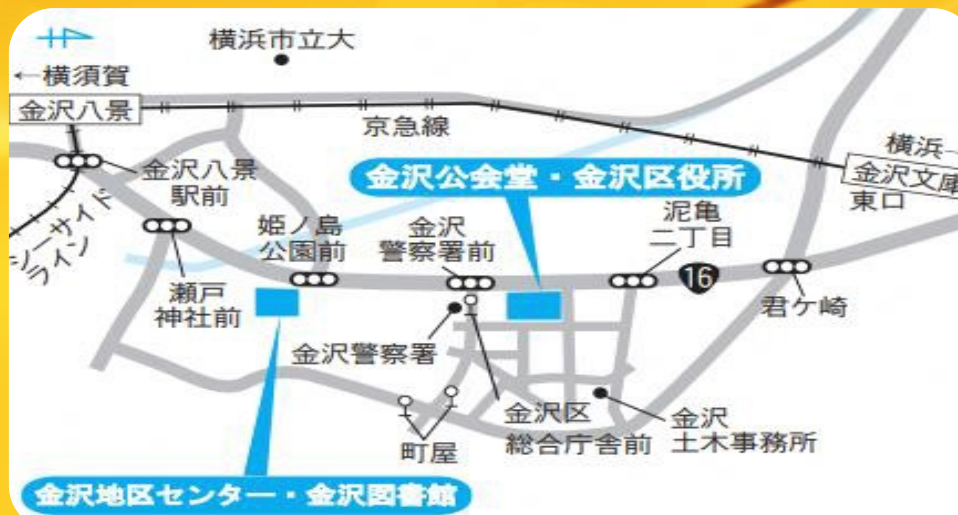 横浜市立大
←横須賀
金沢八景
京急線
横浜→
金沢文庫
東口
金沢八景
駅前
金沢公会堂・金沢区役所
シーサイド
ライン
姫ノ島
公園前
金沢
警察署前
泥亀
二丁目
16
瀬戸
神社前
君ケ崎
金沢警察署
町屋
金沢区
総合庁舎前
金沢
土木事務所
金沢地区センター・金沢図書館